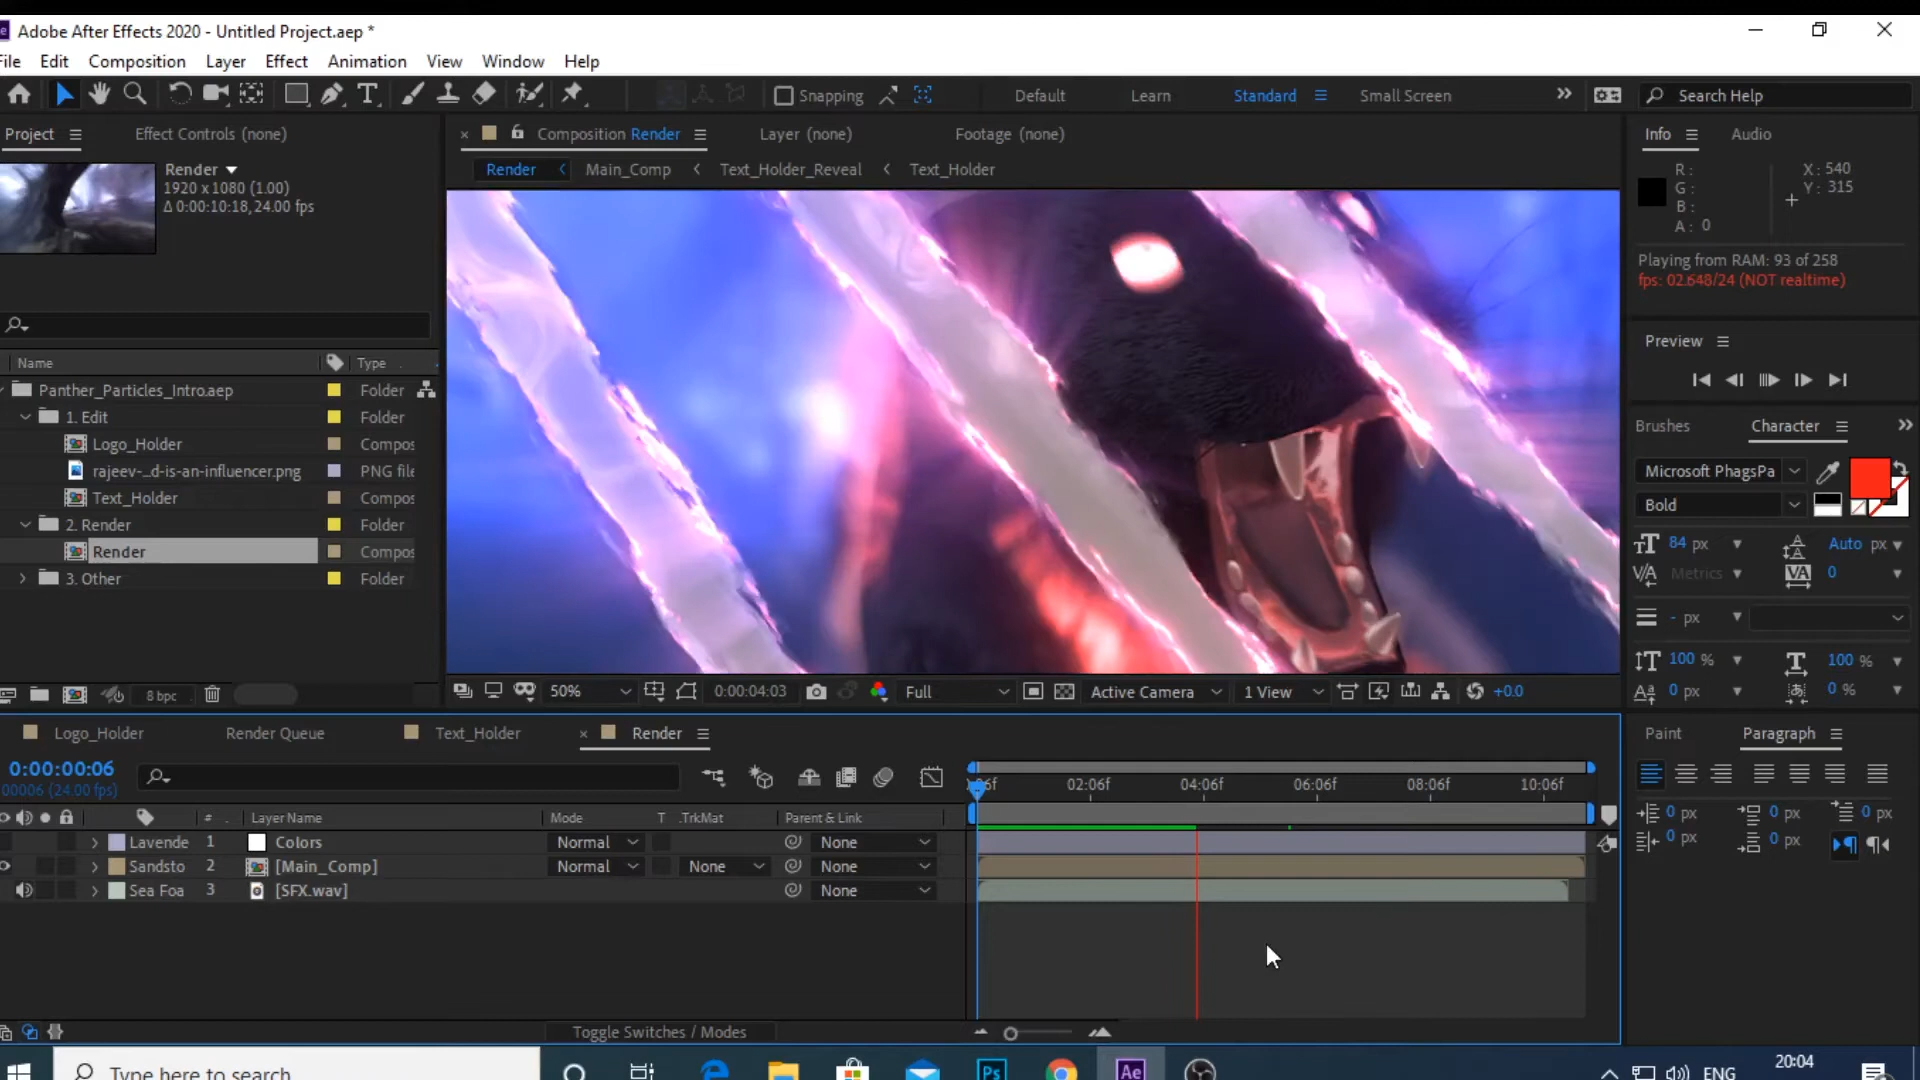 Adobe After Effects 2020 - Untitled Project.aep *
File Edit Composition Layer Effect Animation View Window Help
Snapping Default Learn Standard Small Screen Search Help
Project Effect Controls (none)
Composition Render Layer (none) Footage (none)
Info Audio
Render
1920 x 1080 (1.00)
Δ 0:00:10:18, 24.00 fps
Render Main_Comp Text_Holder_Reveal Text_Holder
R :
G :
B :
A : 0
X : 540
Y : 315
Playing from RAM: 93 of 258
fps: 02.648/24 (NOT realtime)
Preview
Name Type
Panther_Particles_Intro.aep Folder
1. Edit Folder
Logo_Holder Compos
rajeev-...d-is-an-influencer.png PNG file
Text_Holder Compos
2. Render Folder
Render Compos
3. Other Folder
Brushes Character
Microsoft PhagsPa
Bold
84 px Auto px
Metrics 0
- px
100 % 100 %
0 px 0 %
8 bpc
50% 0:00:04:03 Full Active Camera 1 View +0.0
Logo_Holder Render Queue Text_Holder Render
Paint Paragraph
0:00:00:06
00006 (24.00 fps)
02:06f 04:06f 06:06f 08:06f 10:06f
# Layer Name Mode T .TrkMat Parent & Link
Lavende 1 Colors Normal None
Sandsto 2 [Main_Comp] Normal None None
Sea Foa 3 [SFX.wav] None
0 px 0 px 0 px
0 px 0 px
Toggle Switches / Modes
Type here to search
Ps Ae
ENG
20:04